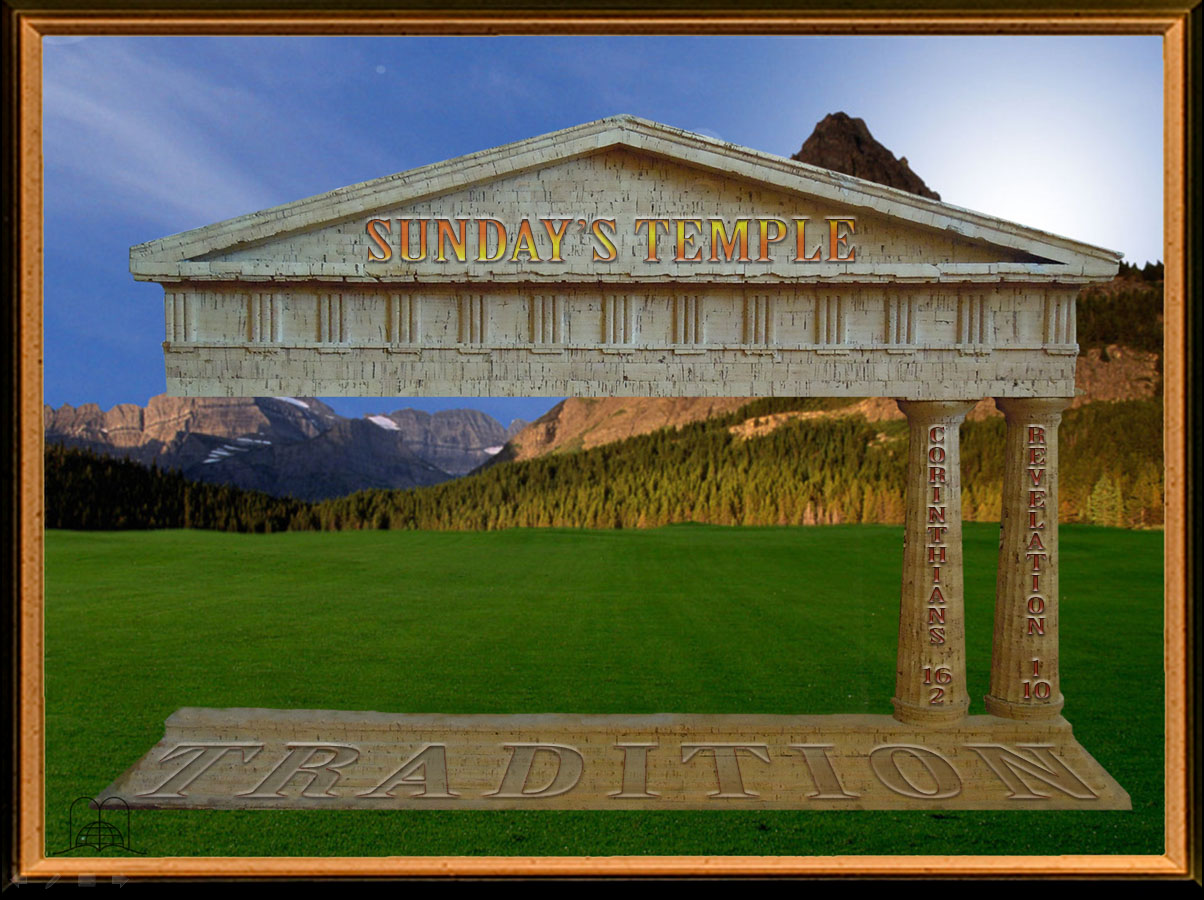 SUNDAY'S TEMPLE
CORINTHIANS 16 2
REVELATION 1 10
TRADITION